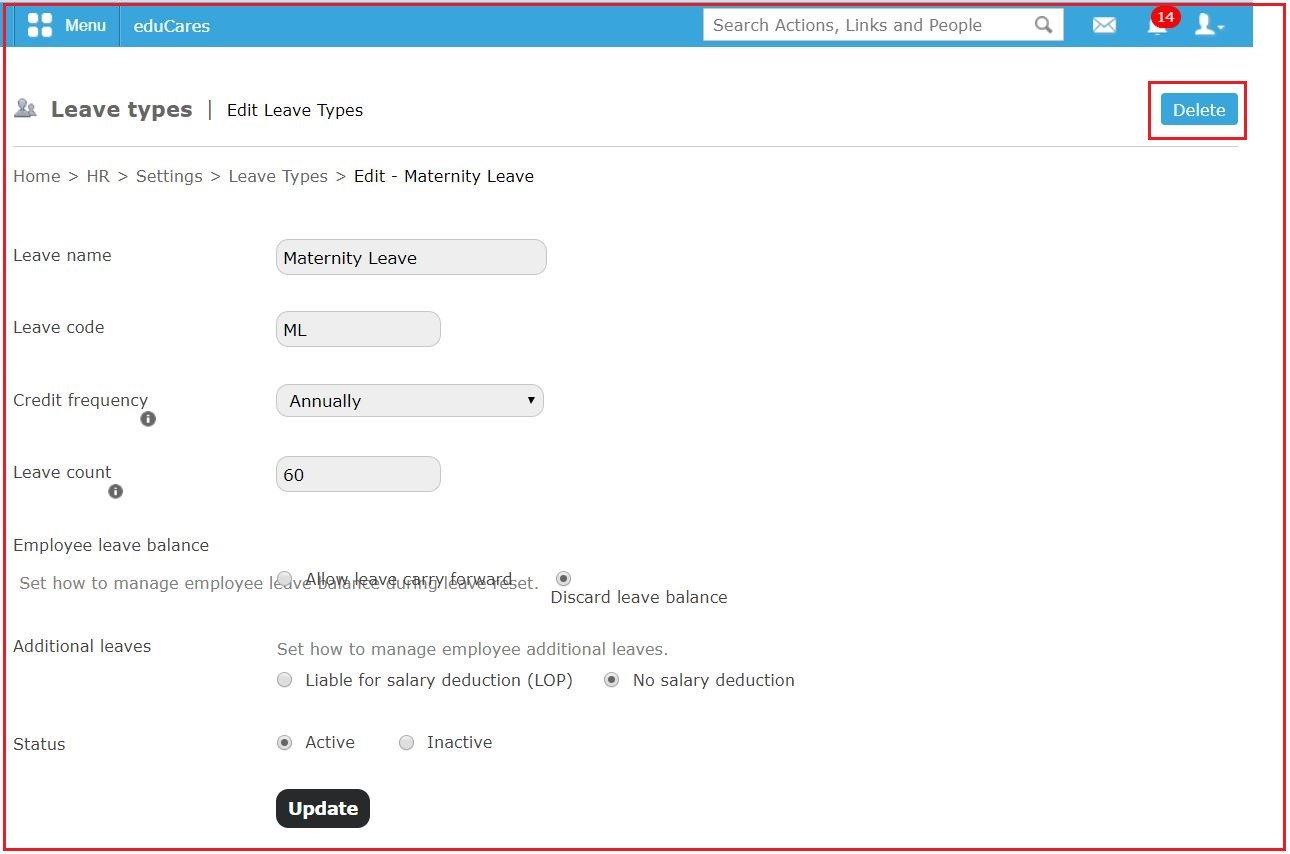 Menu eduCares Search Actions, Links and People 14
Leave types | Edit Leave Types Delete
Home > HR > Settings > Leave Types > Edit - Maternity Leave
Leave name Maternity Leave
Leave code ML
Credit frequency Annually
Leave count 60
Employee leave balance
Allow leave carry forward
Set how to manage employee leave balance during leave reset.
Discard leave balance
Additional leaves Set how to manage employee additional leaves.
Liable for salary deduction (LOP) No salary deduction
Status Active Inactive
Update